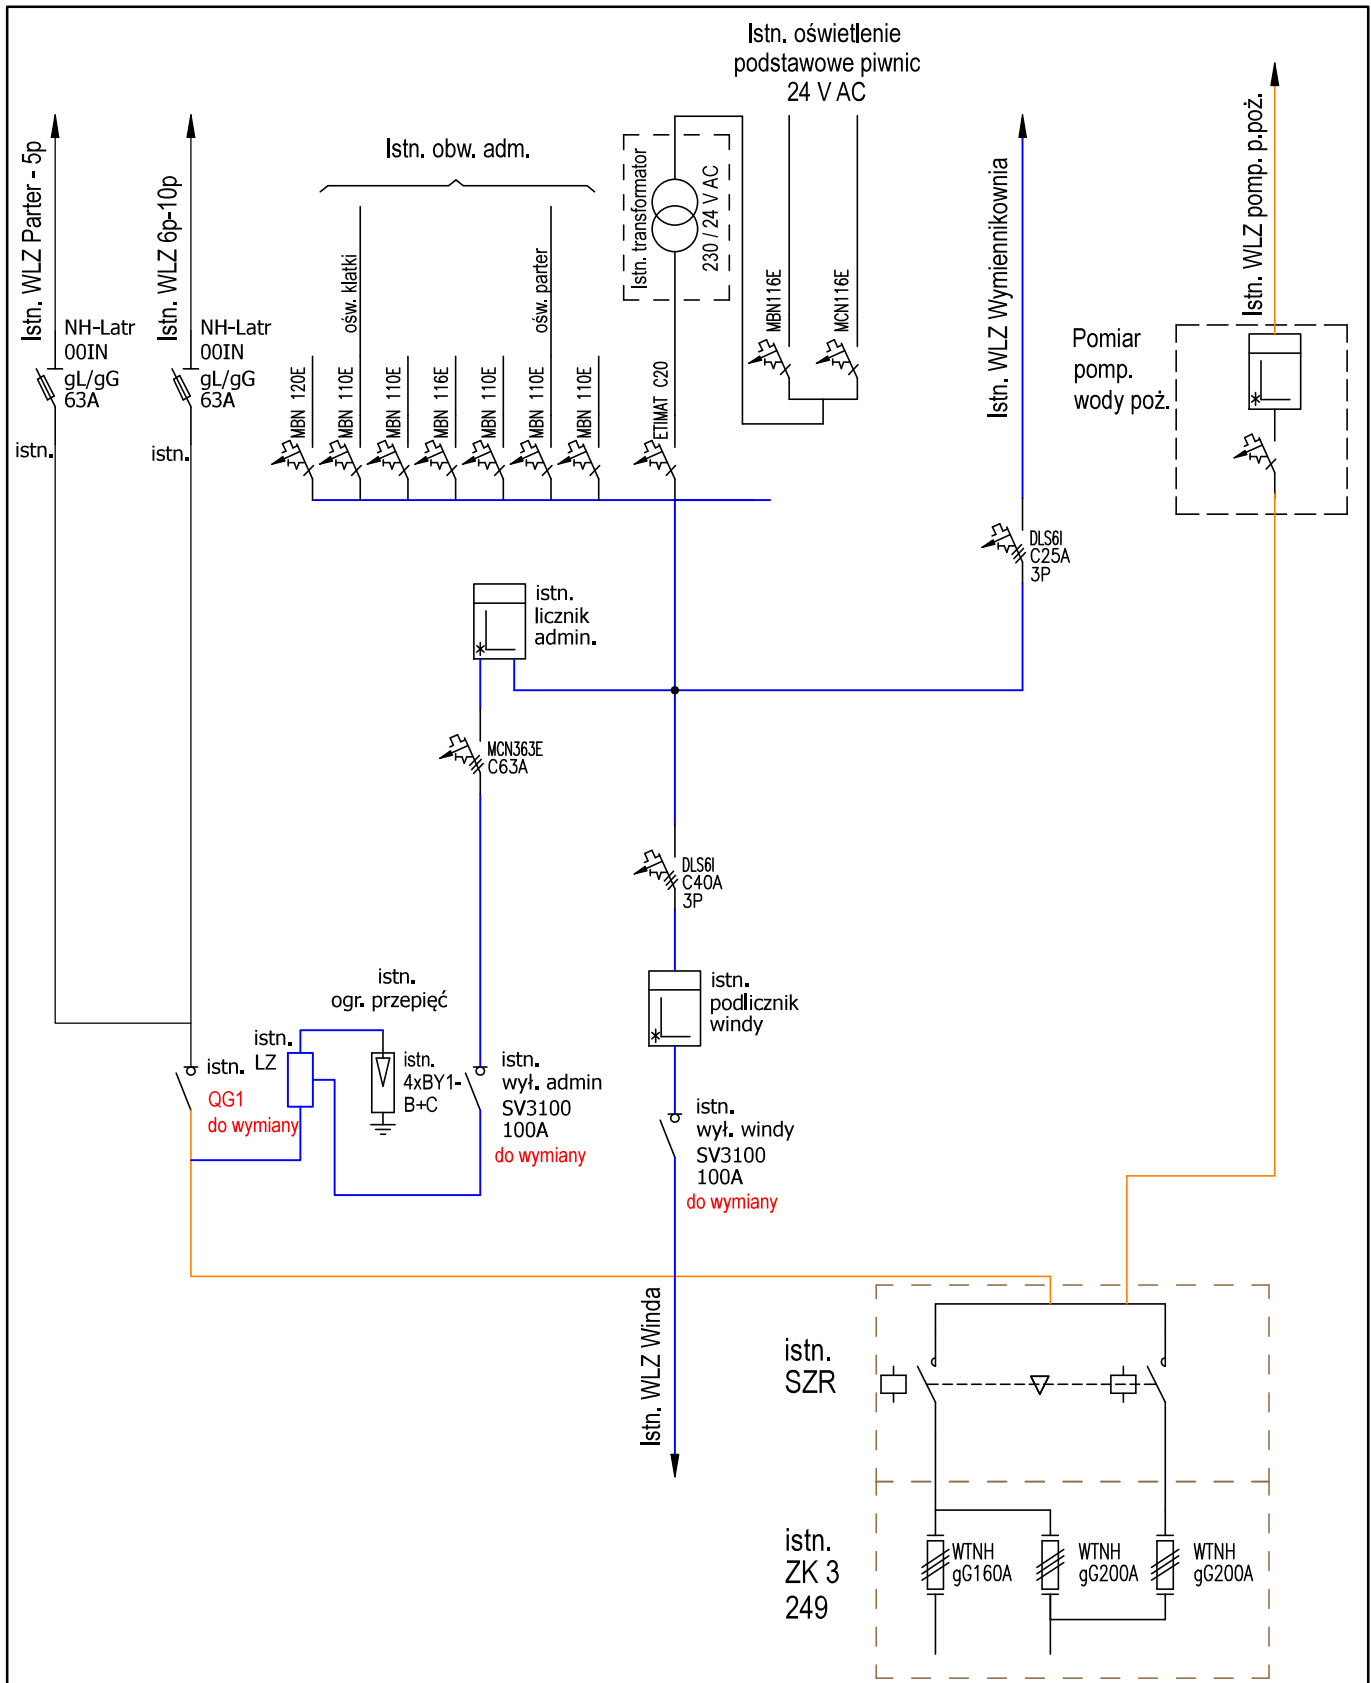 Istn. oświetlenie
podstawowe piwnic
24 V AC
Istn. WLZ Parter - 5p
Istn. WLZ 6p-10p
Istn. obw. adm.
Istn. transformator
230 / 24 V AC
Istn. WLZ Wymiennikownia
Istn. WLZ pomp. p.poż.
ośw. klatki
ośw. parter
MBN116E
MCN116E
NH-Latr
00IN
gL/gG
63A
istn.
NH-Latr
00IN
gL/gG
63A
istn.
Pomiar
pomp.
wody poż.
MBN 120E
MBN 110E
MBN 110E
MBN 116E
MBN 110E
MBN 110E
MBN 110E
ETIMAT C20
DLS6I
C25A
3P
istn.
licznik
admin.
MCN363E
C63A
DLS6I
C40A
3P
istn.
ogr. przepięć
istn.
podlicznik
windy
istn.
QG1
do wymiany
istn.
LZ
istn.
4xBY1-
B+C
istn.
wył. admin
SV3100
100A
do wymiany
istn.
wył. windy
SV3100
100A
do wymiany
Istn. WLZ Winda
istn.
SZR
istn.
ZK 3
249
WTNH
gG160A
WTNH
gG200A
WTNH
gG200A